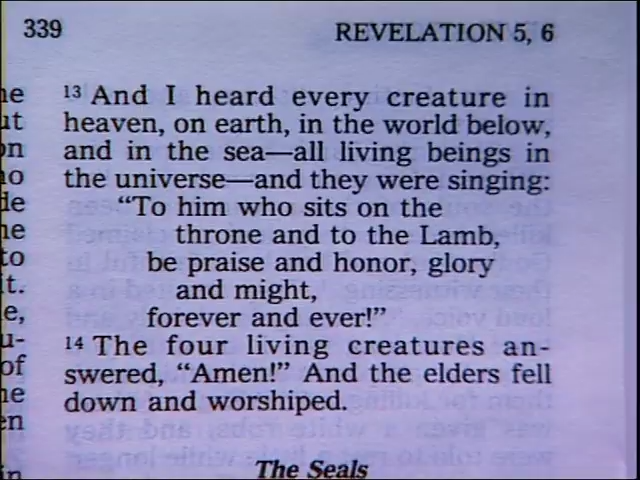 339
REVELATION 5, 6
13 And I heard every creature in
heaven, on earth, in the world below,
and in the sea—all living beings in
the universe—and they were singing:
“To him who sits on the
throne and to the Lamb,
be praise and honor, glory
and might,
forever and ever!”
14 The four living creatures an-
swered, “Amen!” And the elders fell
down and worshiped.
The Seals